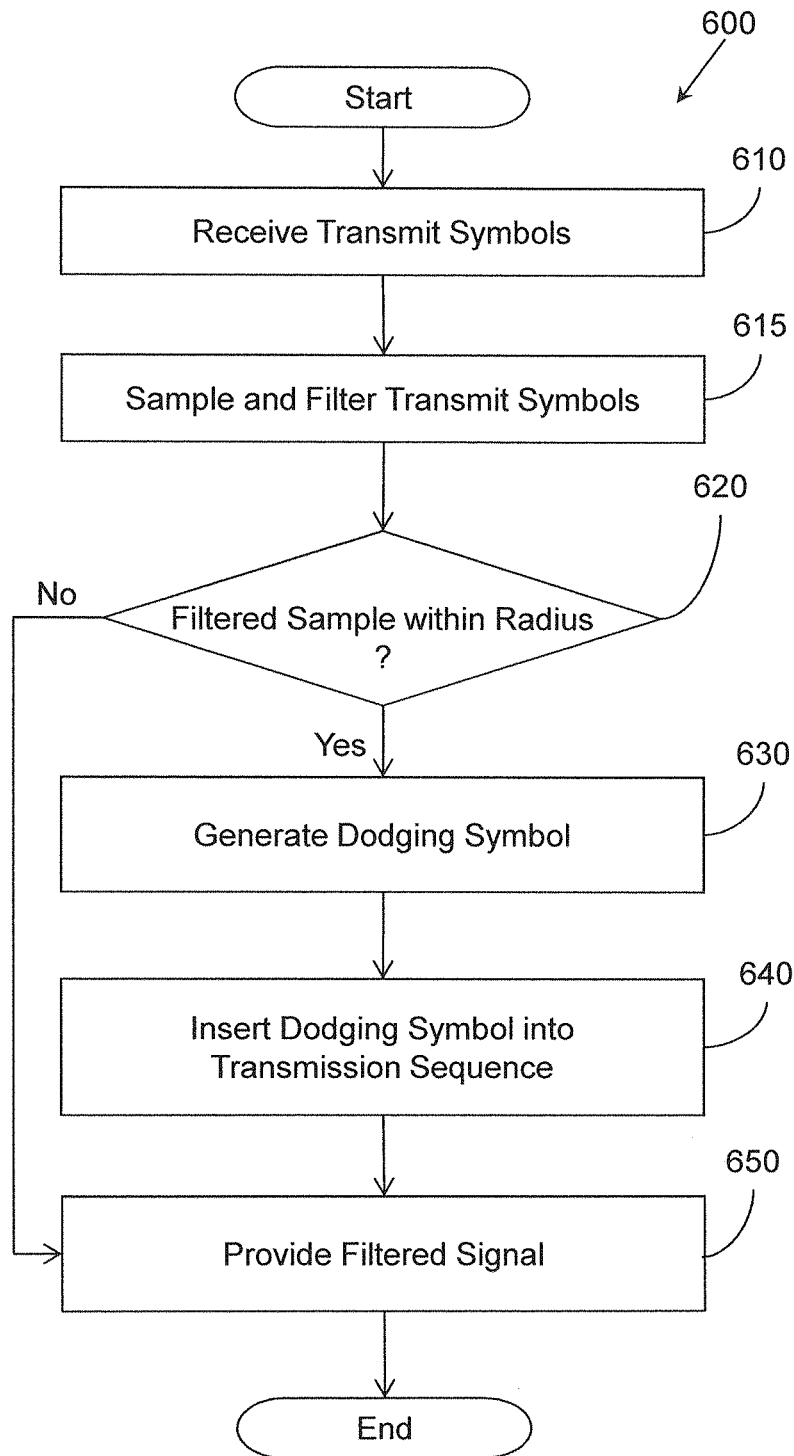 600
Start
610
Receive Transmit Symbols
615
Sample and Filter Transmit Symbols
620
No
Filtered Sample within Radius
?
Yes
630
Generate Dodging Symbol
640
Insert Dodging Symbol into
Transmission Sequence
650
Provide Filtered Signal
End